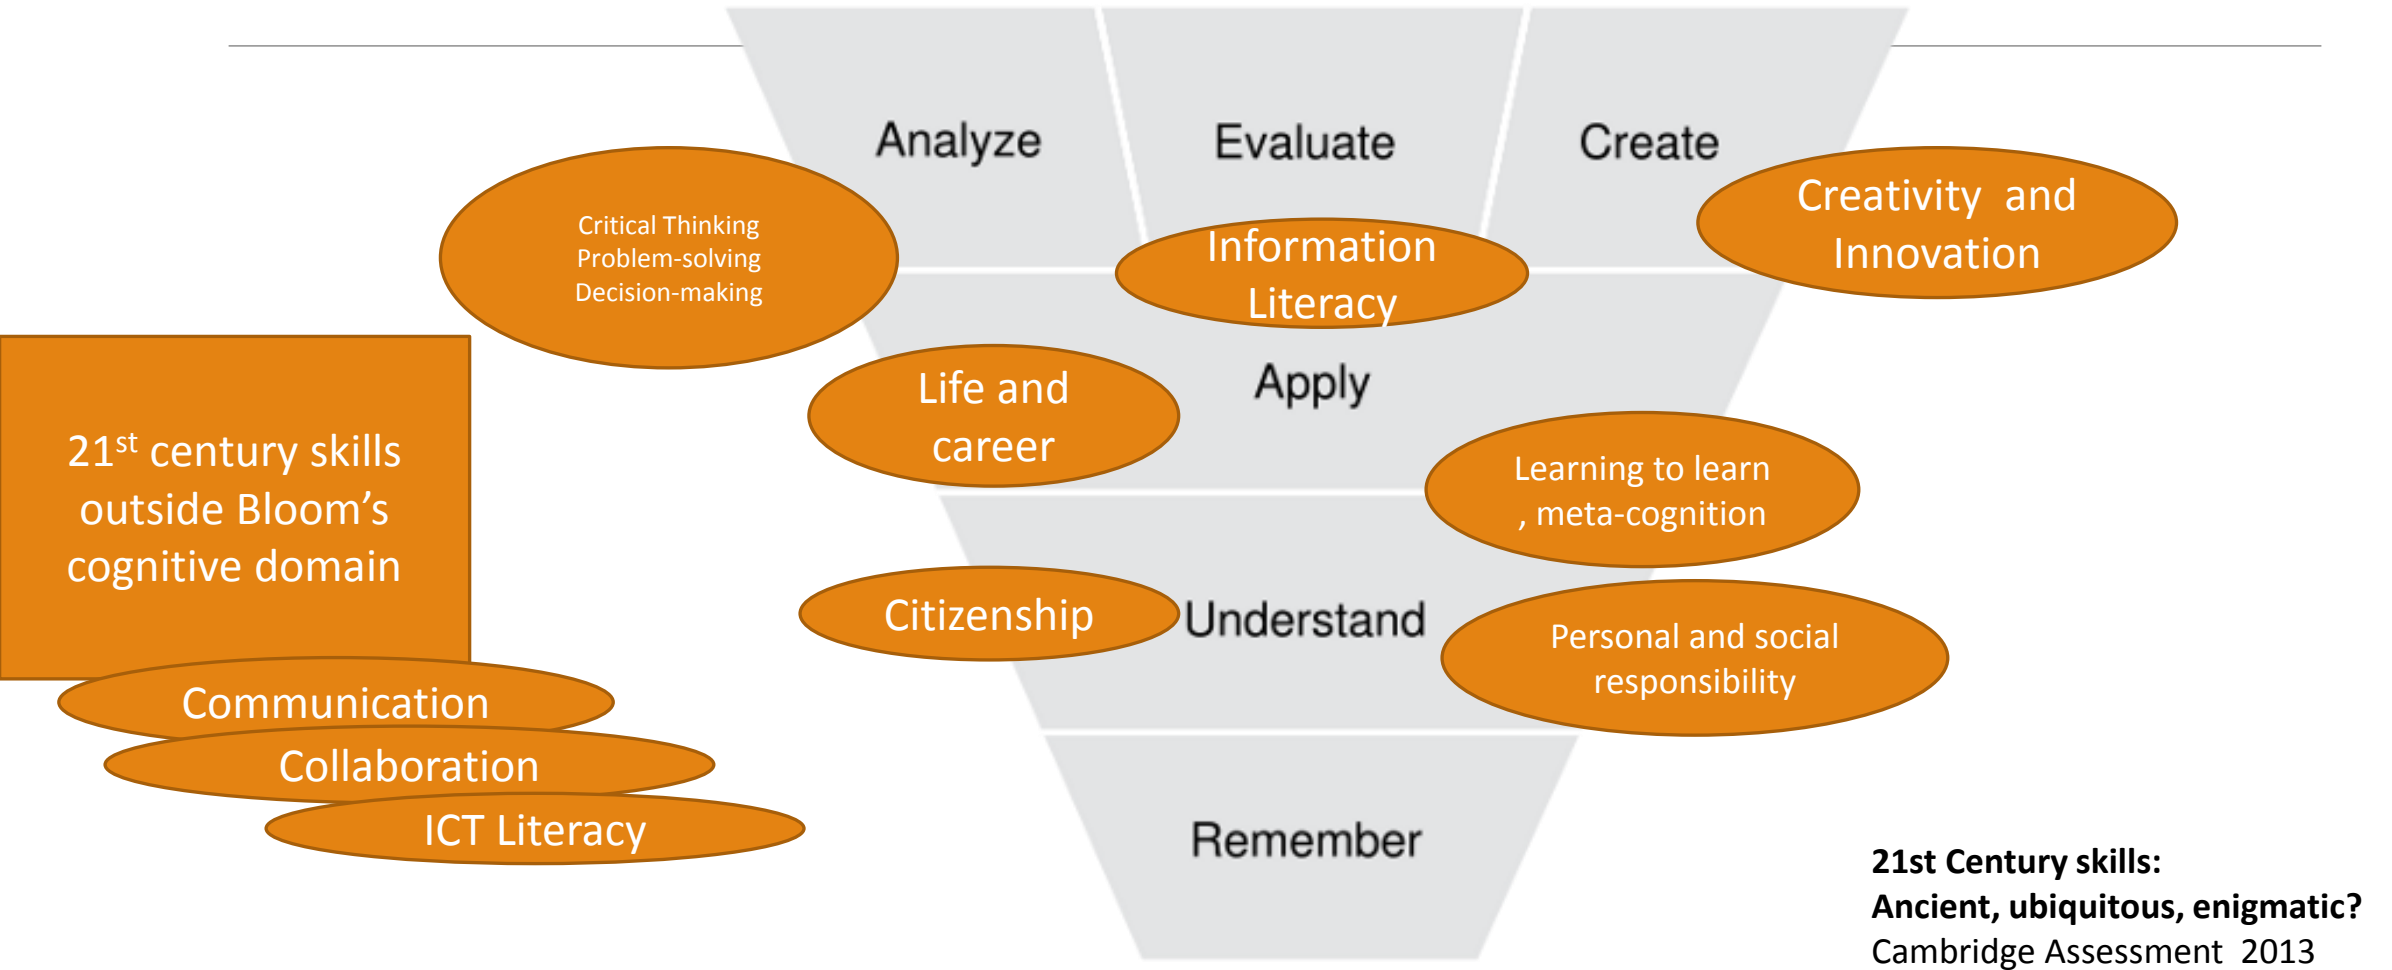 Analyze
Evaluate
Create
Critical Thinking
Problem-solving
Decision-making
Information
Literacy
Creativity and
Innovation
Life and
career
Apply
21st century skills
outside Bloom’s
cognitive domain
Learning to learn
, meta-cognition
Citizenship
Understand
Personal and social
responsibility
Communication
Collaboration
ICT Literacy
Remember
21st Century skills:
Ancient, ubiquitous, enigmatic?
Cambridge Assessment 2013